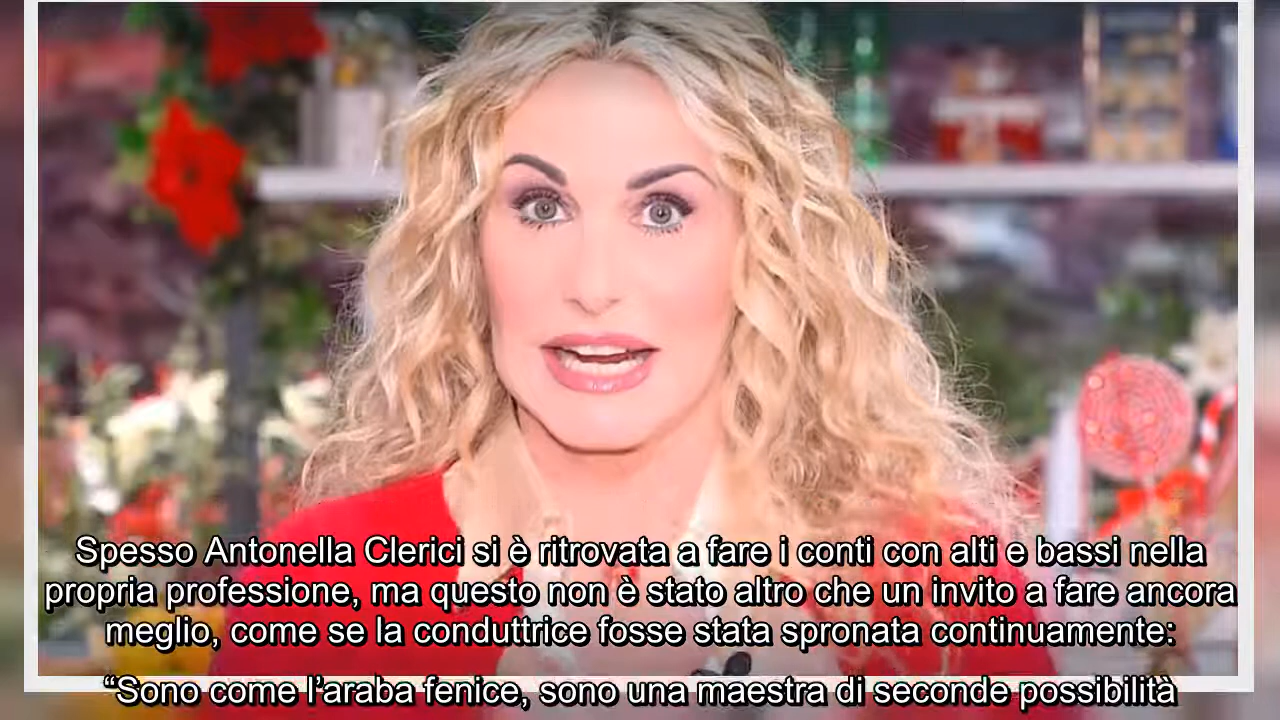 Spesso Antonella Clerici si è ritrovata a fare i conti con alti e bassi nella
propria professione, ma questo non è stato altro che un invito a fare ancora
meglio, come se la conduttrice fosse stata spronata continuamente:
“Sono come l’araba fenice, sono una maestra di seconde possibilità